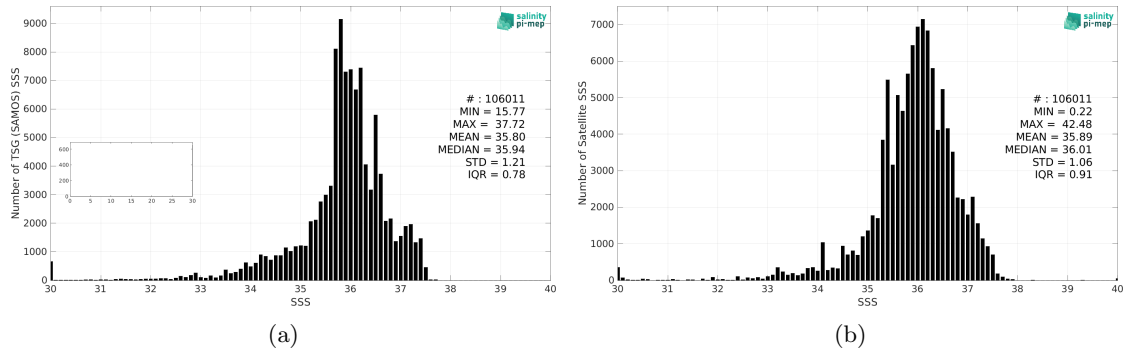 salinity
pi-mep
9000
8000
7000
6000
5000
4000
3000
2000
1000
0
Number of TSG (SAMOS) SSS
# : 106011
MIN = 15.77
MAX = 37.72
MEAN = 35.80
MEDIAN = 35.94
STD = 1.21
IQR = 0.78
600
400
200
0
0 5 10 15 20 25 30
30 31 32 33 34 35 36 37 38 39 40
SSS
(a)
salinity
pi-mep
7000
6000
5000
4000
3000
2000
1000
0
Number of Satellite SSS
# : 106011
MIN = 0.22
MAX = 42.48
MEAN = 35.89
MEDIAN = 36.01
STD = 1.06
IQR = 0.91
30 31 32 33 34 35 36 37 38 39 40
SSS
(b)